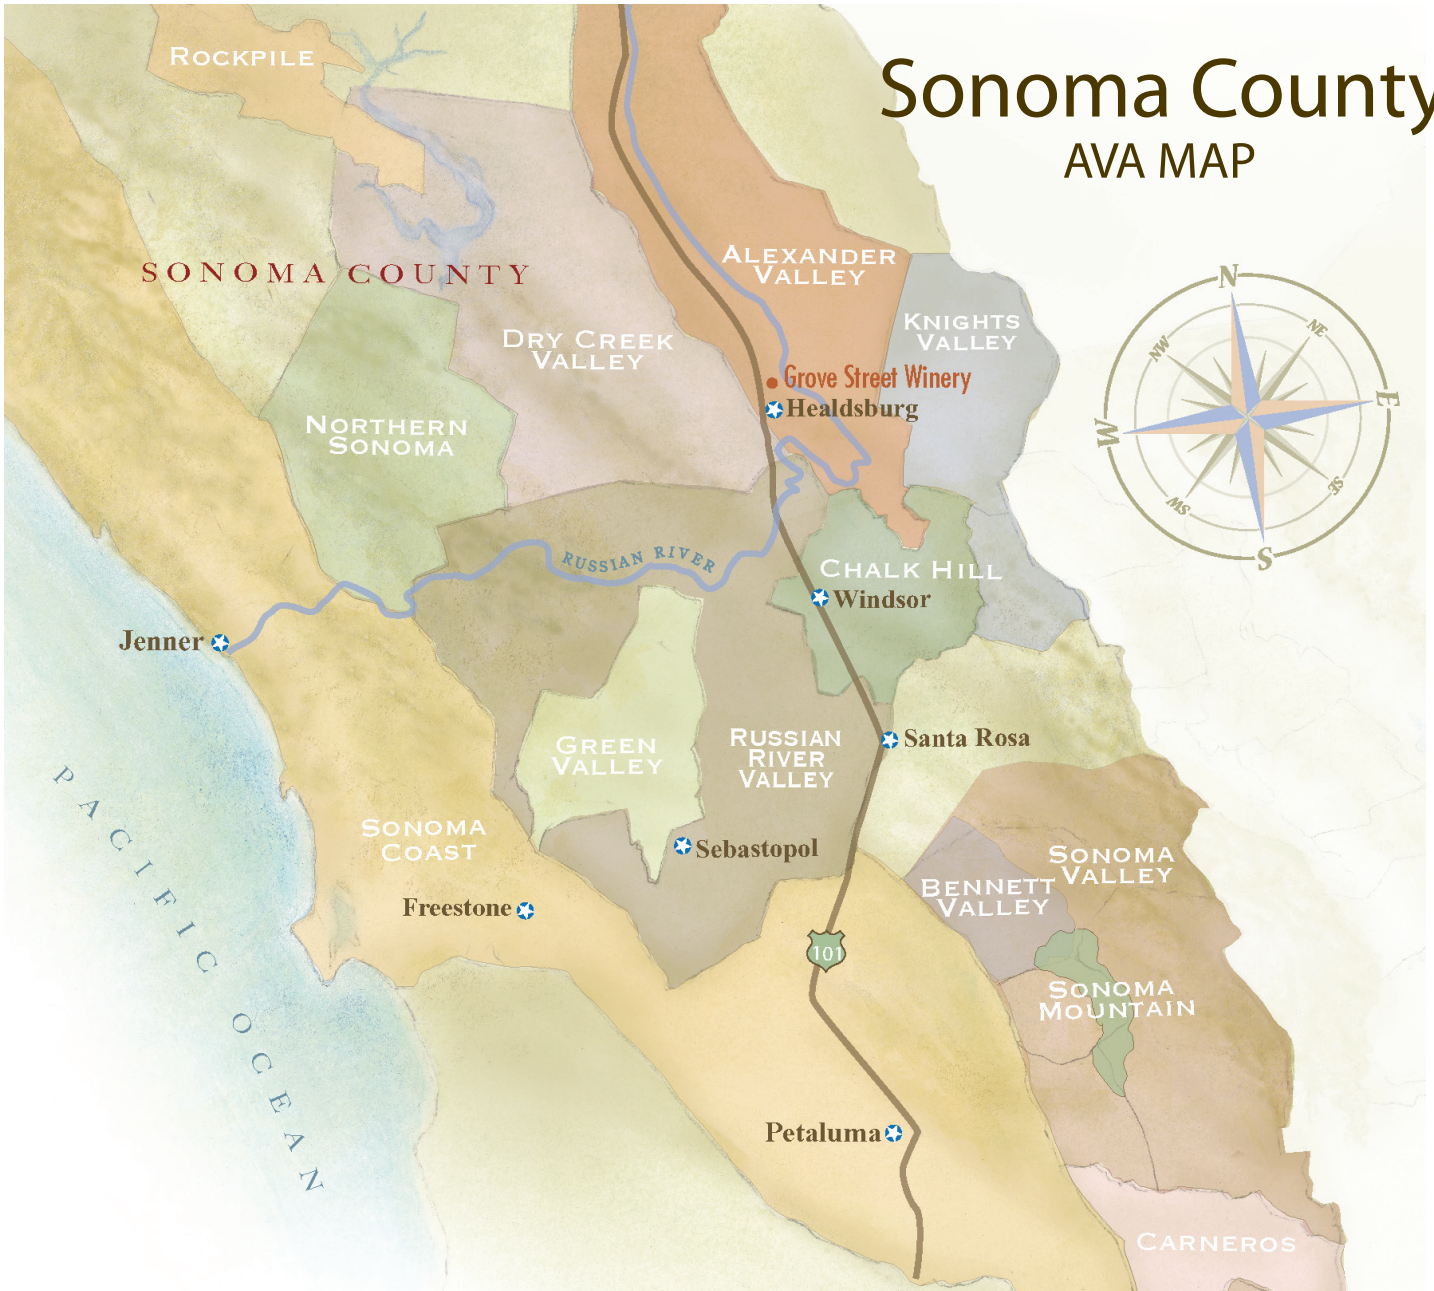 Sonoma County
AVA MAP
ROCKPILE
SONOMA COUNTY
ALEXANDER
VALLEY
KNIGHTS
VALLEY
DRY CREEK
VALLEY
Grove Street Winery
Healdsburg
NORTHERN
SONOMA
N
NE
E
SE
S
SW
W
NW
RUSSIAN RIVER
CHALK HILL
Windsor
Jenner
GREEN
VALLEY
RUSSIAN
RIVER
VALLEY
Santa Rosa
SONOMA
COAST
Sebastopol
Freestone
SONOMA
VALLEY
BENNETT
VALLEY
101
SONOMA
MOUNTAIN
PACIFIC OCEAN
Petaluma
CARNEROS